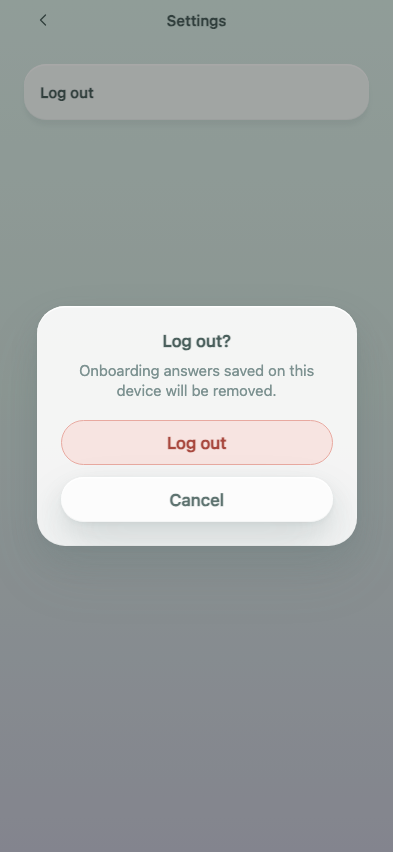 Settings
Log out
Log out?
Onboarding answers saved on this
device will be removed.
Log out
Cancel